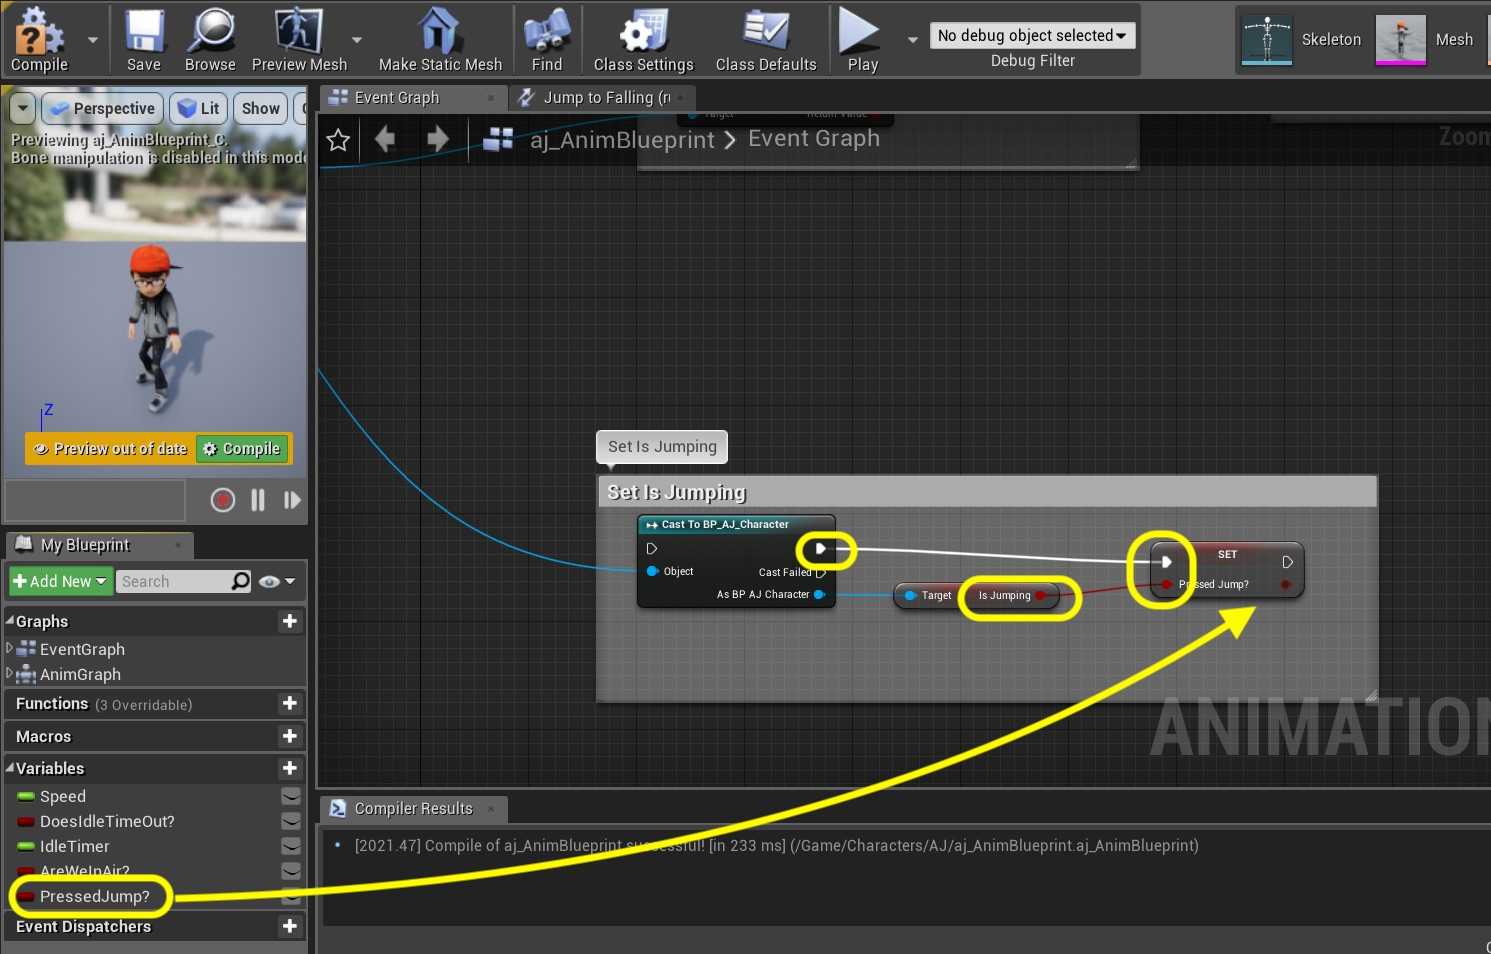 Compile
Save
Browse
Preview Mesh
Make Static Mesh
Find
Class Settings
Class Defaults
Play
No debug object selected
Debug Filter
Skeleton
Mesh
Perspective
Lit
Show
Previewing aj_AnimBlueprint_C.
Bone manipulation is disabled in this mode
Z
Preview out of date
Compile
Event Graph
Jump to Falling (ru
Target
Return Value
aj_AnimBlueprint > Event Graph
Zoom
Set Is Jumping
Set Is Jumping
Cast To BP_AJ_Character
Object
Cast Failed
As BP AJ Character
Target
Is Jumping
SET
Pressed Jump?
ANIMATION
My Blueprint
Add New
Search
Graphs
EventGraph
AnimGraph
Functions (3 Overridable)
Macros
Variables
Speed
DoesIdleTimeOut?
IdleTimer
AreWeInAir?
PressedJump?
Event Dispatchers
Compiler Results
[2021.47] Compile of aj_AnimBlueprint successful! [in 233 ms] (/Game/Characters/AJ/aj_AnimBlueprint.aj_AnimBlueprint)